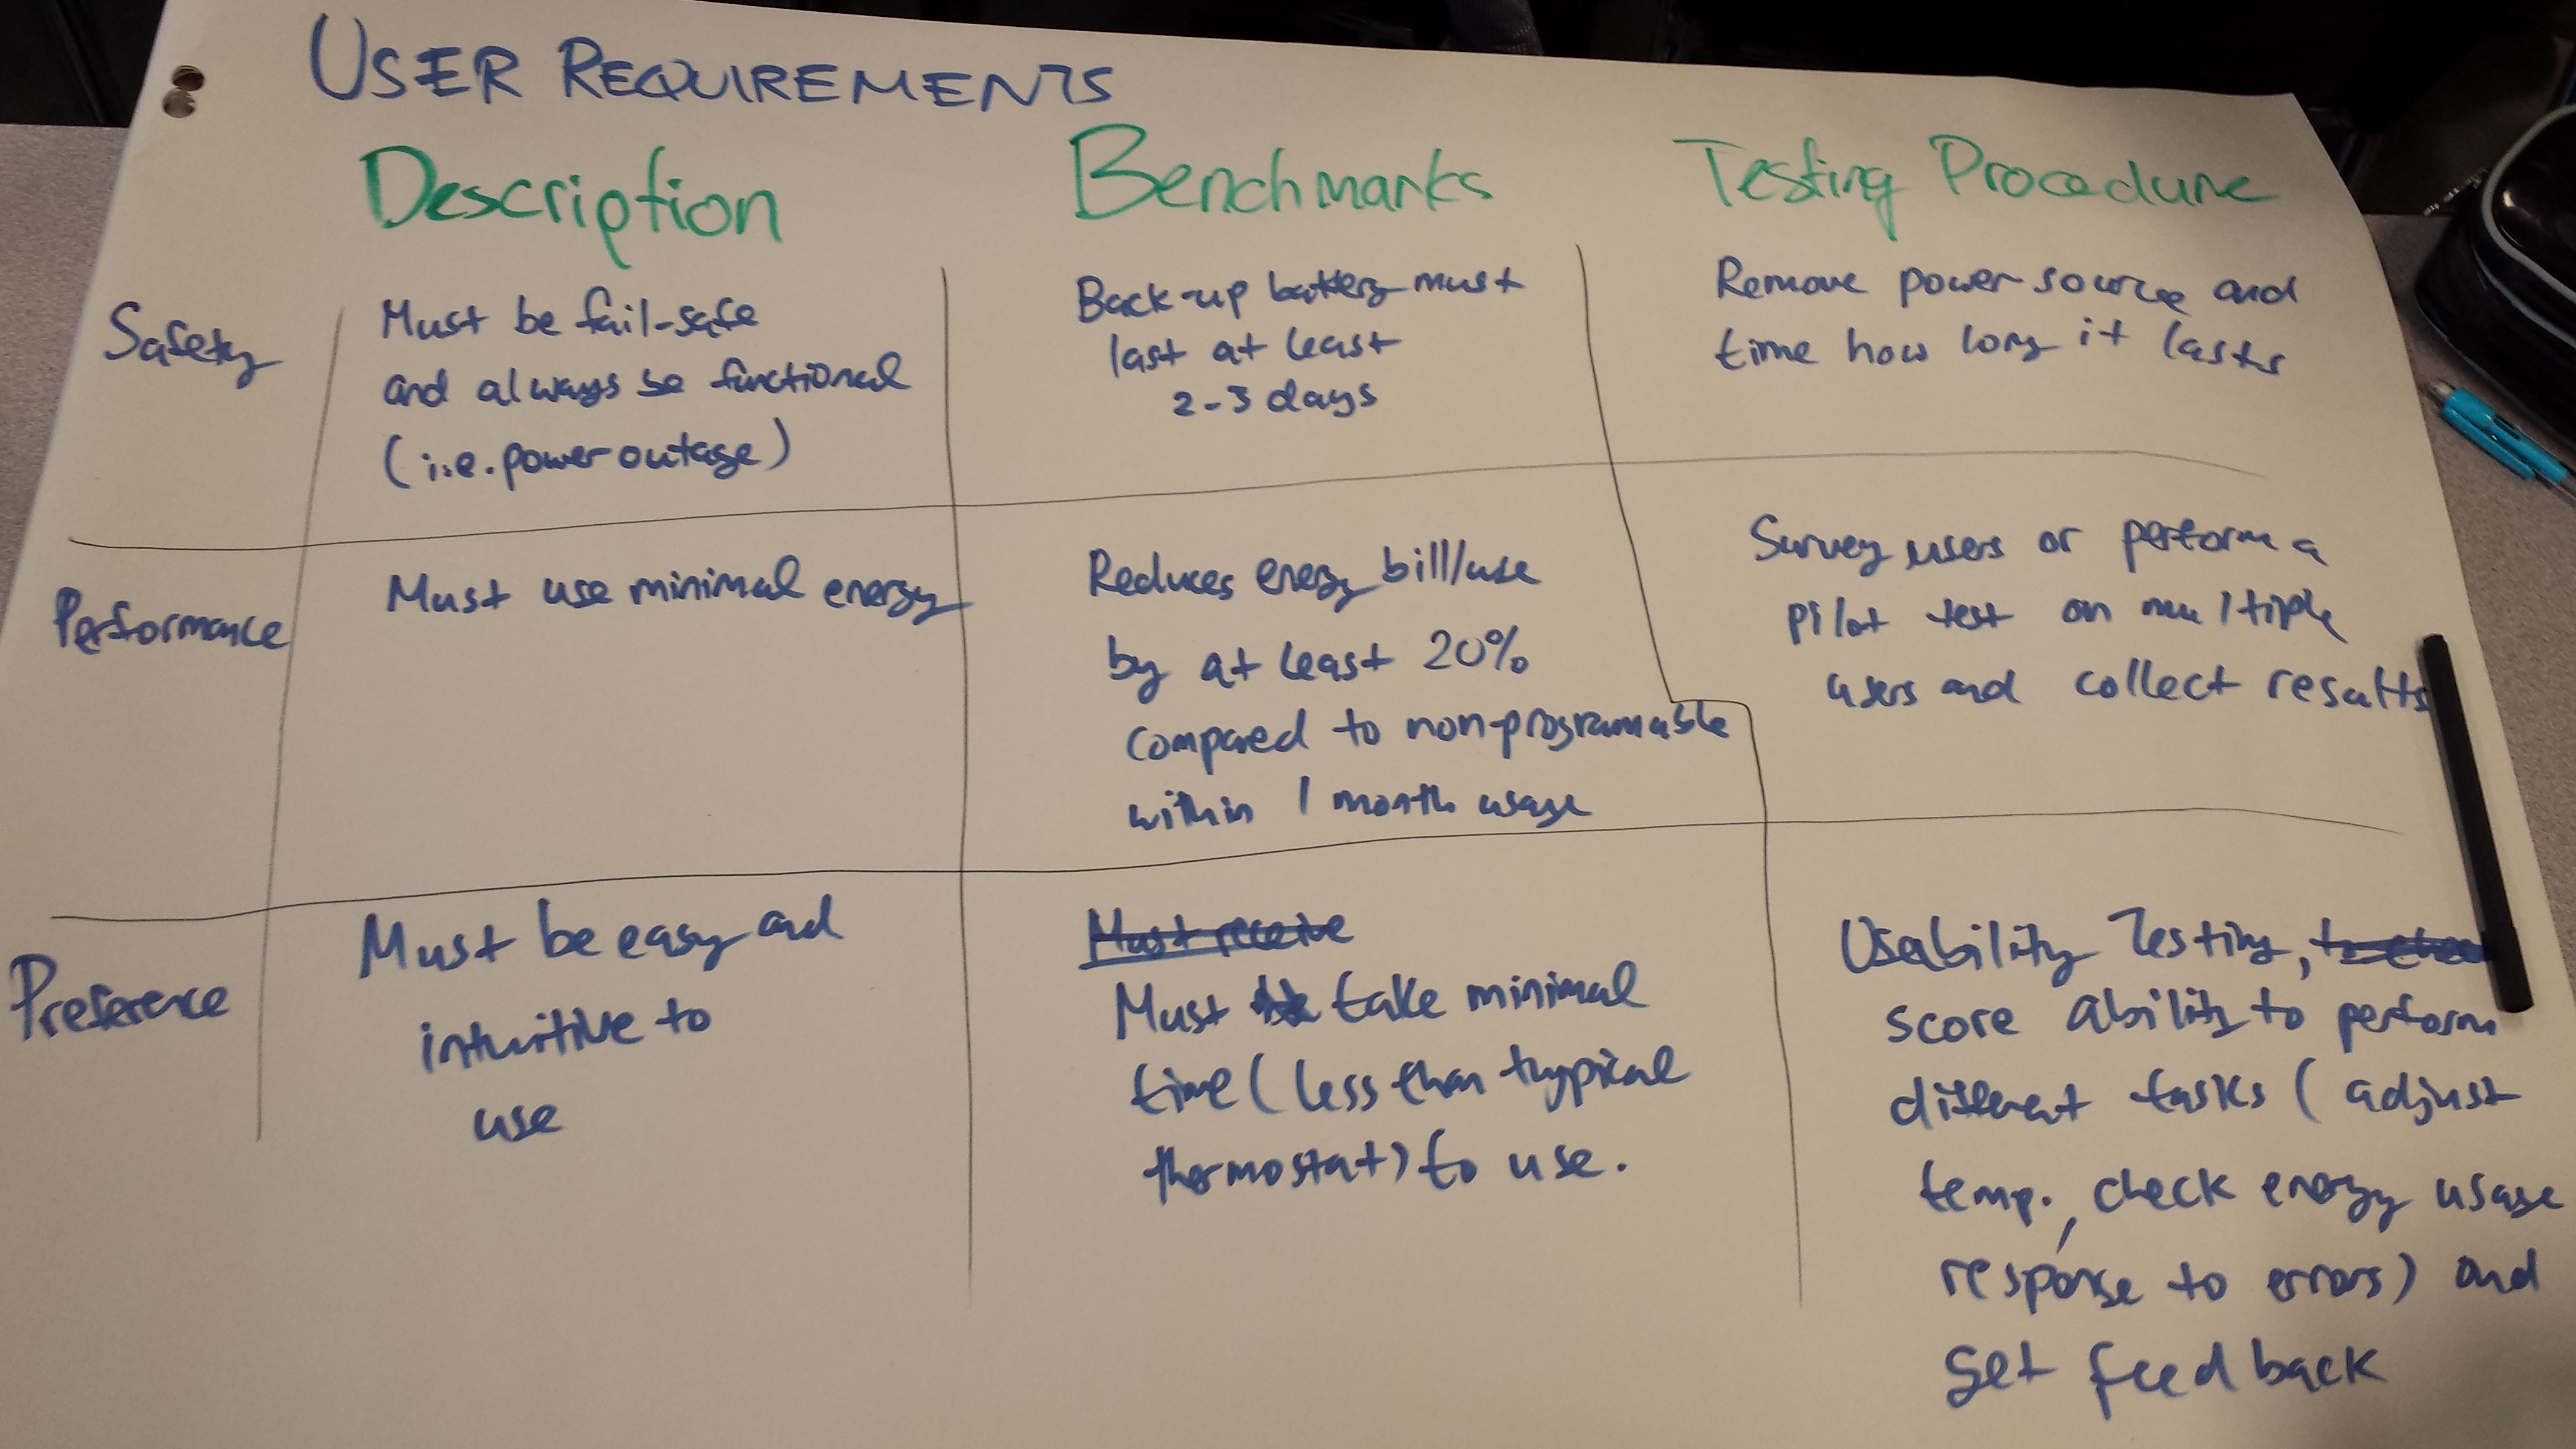 USER REQUIREMENTS
Description
Benchmarks
Testing Procedure
Safety
Must be fail-safe
and always be functional
(i.e. power outage)
Back-up battery must
last at least
2-3 days
Remove power source and
time how long it lasts
Performance
Must use minimal energy
Reduces energy bill/use
by at least 20%
compared to non-programable
within 1 month usage
Survey users or perform a
pilot test on multiple
users and collect results
Preference
Must be easy and
intuitive to
use
Must receive
Must take minimal
time (less than thypical
thermostat) to use.
Usability Testing,
score ability to perform
different tasks (adjust
temp., check energy usage
response to errors) and
get feedback